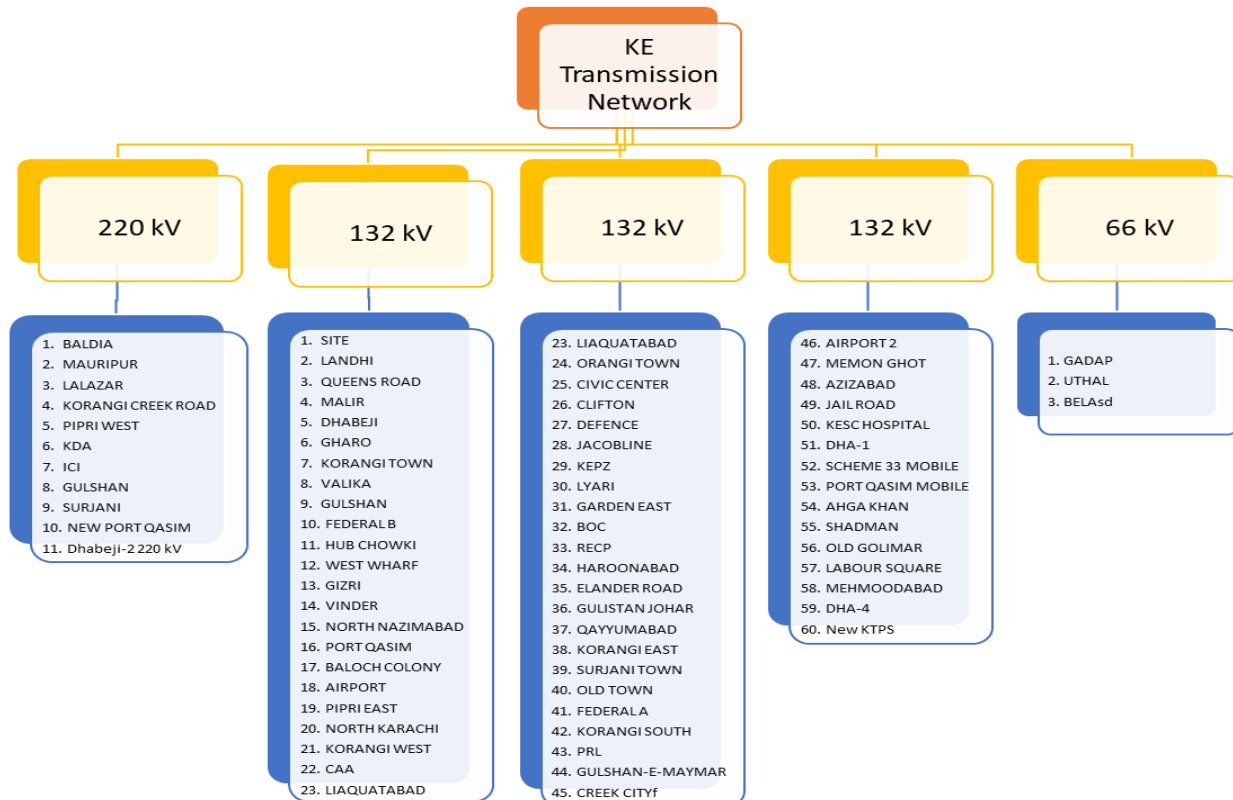 KE
Transmission
Network
220 kV
132 kV
132 kV
132 kV
66 kV
1. BALDIA
2. MAURIPUR
3. LALAZAR
4. KORANGI CREEK ROAD
5. PIPRI WEST
6. KDA
7. ICI
8. GULSHAN
9. SURJANI
10. NEW PORT QASIM
11. Dhabeji-2 220 kV
1. SITE
2. LANDHI
3. QUEENS ROAD
4. MALIR
5. DHABEJI
6. GHARO
7. KORANGI TOWN
8. VALIKA
9. GULSHAN
10. FEDERAL B
11. HUB CHOWKI
12. WEST WHARF
13. GIZRI
14. VINDER
15. NORTH NAZIMABAD
16. PORT QASIM
17. BALOCH COLONY
18. AIRPORT
19. PIPRI EAST
20. NORTH KARACHI
21. KORANGI WEST
22. CAA
23. LIAQUATABAD
23. LIAQUATABAD
24. ORANGI TOWN
25. CIVIC CENTER
26. CLIFTON
27. DEFENCE
28. JACOBLINE
29. KEPZ
30. LYARI
31. GARDEN EAST
32. BOC
33. RECP
34. HAROONABAD
35. ELANDER ROAD
36. GULISTAN JOHAR
37. QAYYUMABAD
38. KORANGI EAST
39. SURJANI TOWN
40. OLD TOWN
41. FEDERAL A
42. KORANGI SOUTH
43. PRL
44. GULSHAN-E-MAYMAR
45. CREEK CITYf
46. AIRPORT 2
47. MEMON GHOT
48. AZIZABAD
49. JAIL ROAD
50. KESC HOSPITAL
51. DHA-1
52. SCHEME 33 MOBILE
53. PORT QASIM MOBILE
54. AHGA KHAN
55. SHADMAN
56. OLD GOLIMAR
57. LABOUR SQUARE
58. MEHMOODABAD
59. DHA-4
60. New KTPS
1. GADAP
2. UTHAL
3. BELAsd